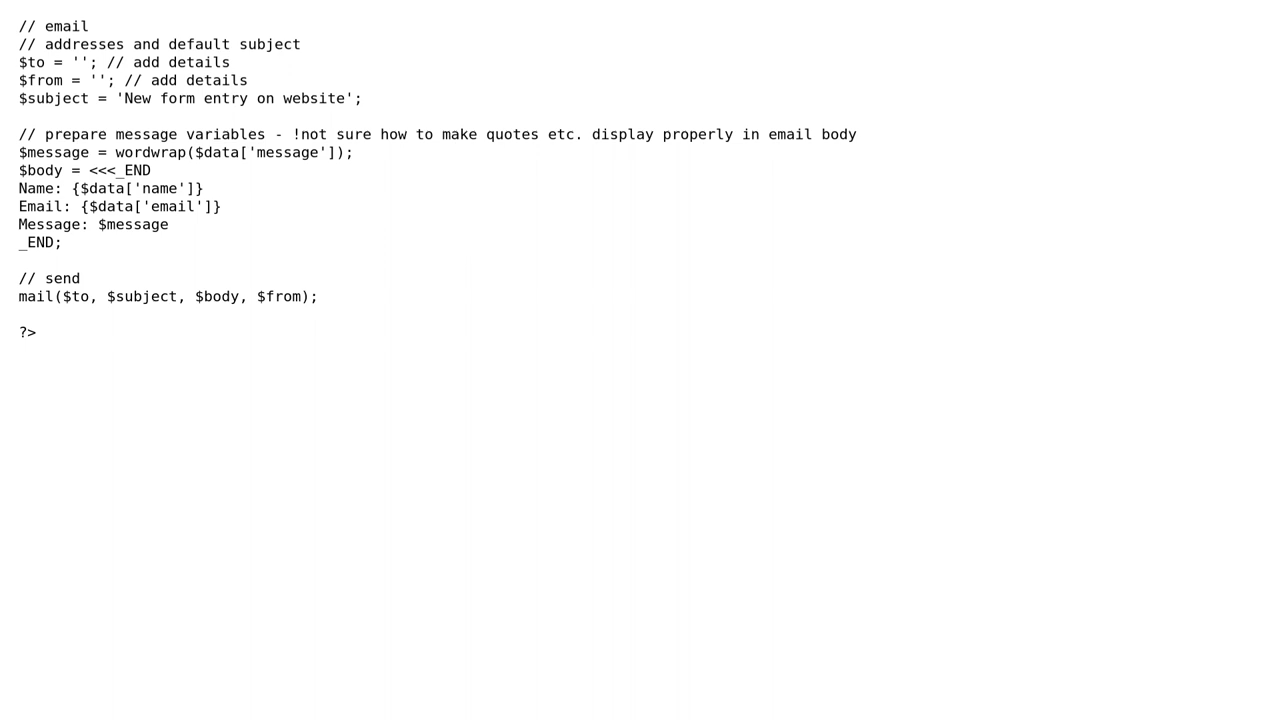 // email
// addresses and default subject
$to = ''; // add details
$from = ''; // add details
$subject = 'New form entry on website';
// prepare message variables - !not sure how to make quotes etc. display properly in email body
$message = wordwrap($data['message']);
$body = <<<_END
Name: {$data['name']}
Email: {$data['email']}
Message: $message
_END;
// send
mail($to, $subject, $body, $from);
?>